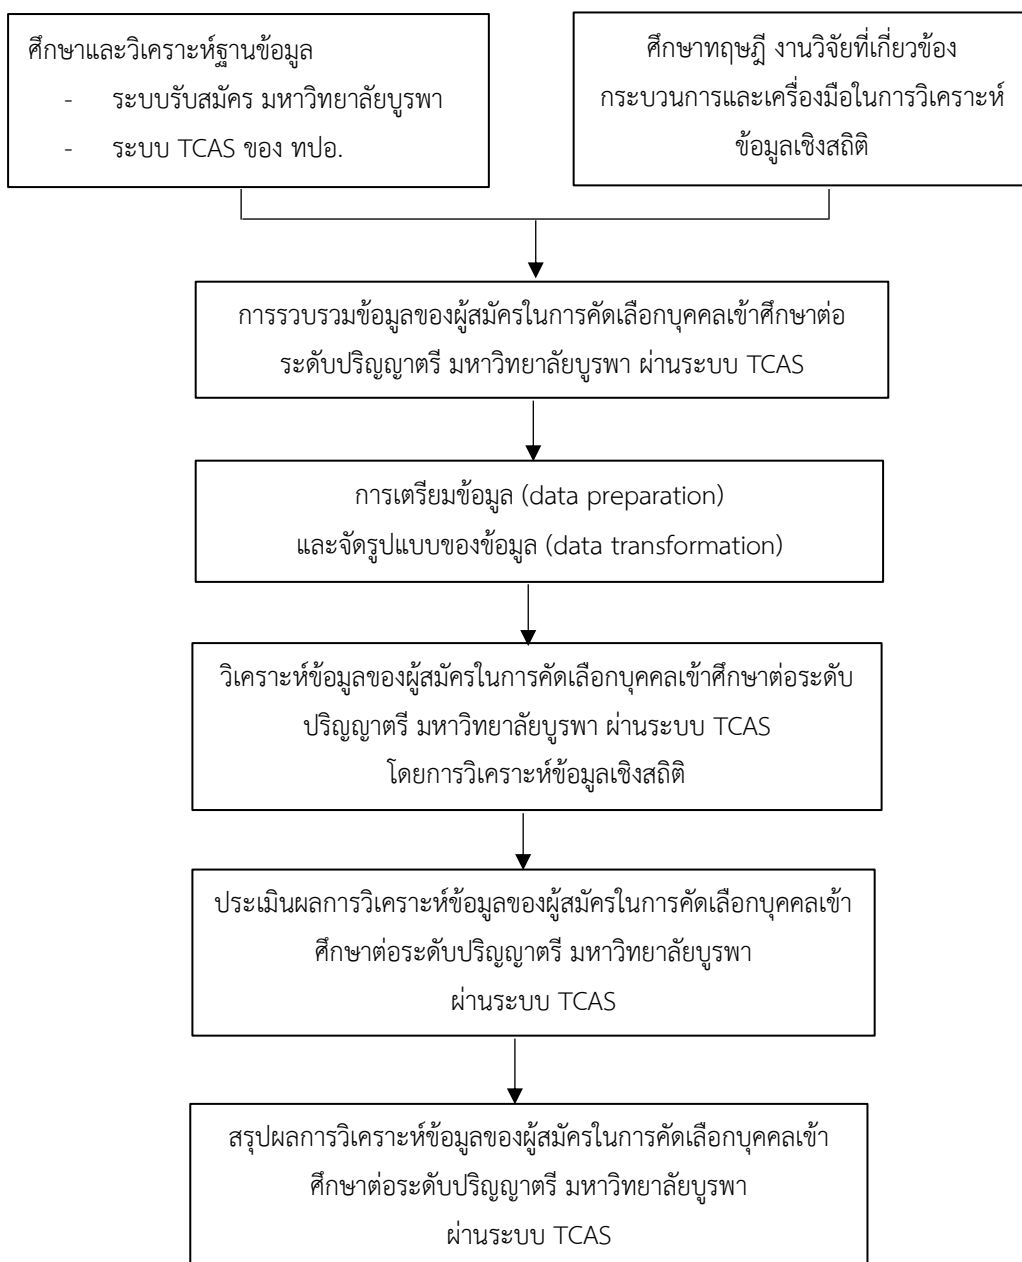 ศึกษาและวิเคราะห์ฐานข้อมูล
- ระบบรับสมัคร มหาวิทยาลัยบูรพา
- ระบบ TCAS ของ ทปอ.
ศึกษาทฤษฎี งานวิจัยที่เกี่ยวข้อง
กระบวนการและเครื่องมือในการวิเคราะห์
ข้อมูลเชิงสถิติ
การรวบรวมข้อมูลของผู้สมัครในการคัดเลือกบุคคลเข้าศึกษาต่อ
ระดับปริญญาตรี มหาวิทยาลัยบูรพา ผ่านระบบ TCAS
การเตรียมข้อมูล (data preparation)
และจัดรูปแบบของข้อมูล (data transformation)
วิเคราะห์ข้อมูลของผู้สมัครในการคัดเลือกบุคคลเข้าศึกษาต่อระดับ
ปริญญาตรี มหาวิทยาลัยบูรพา ผ่านระบบ TCAS
โดยการวิเคราะห์ข้อมูลเชิงสถิติ
ประเมินผลการวิเคราะห์ข้อมูลของผู้สมัครในการคัดเลือกบุคคลเข้า
ศึกษาต่อระดับปริญญาตรี มหาวิทยาลัยบูรพา
ผ่านระบบ TCAS
สรุปผลการวิเคราะห์ข้อมูลของผู้สมัครในการคัดเลือกบุคคลเข้า
ศึกษาต่อระดับปริญญาตรี มหาวิทยาลัยบูรพา
ผ่านระบบ TCAS